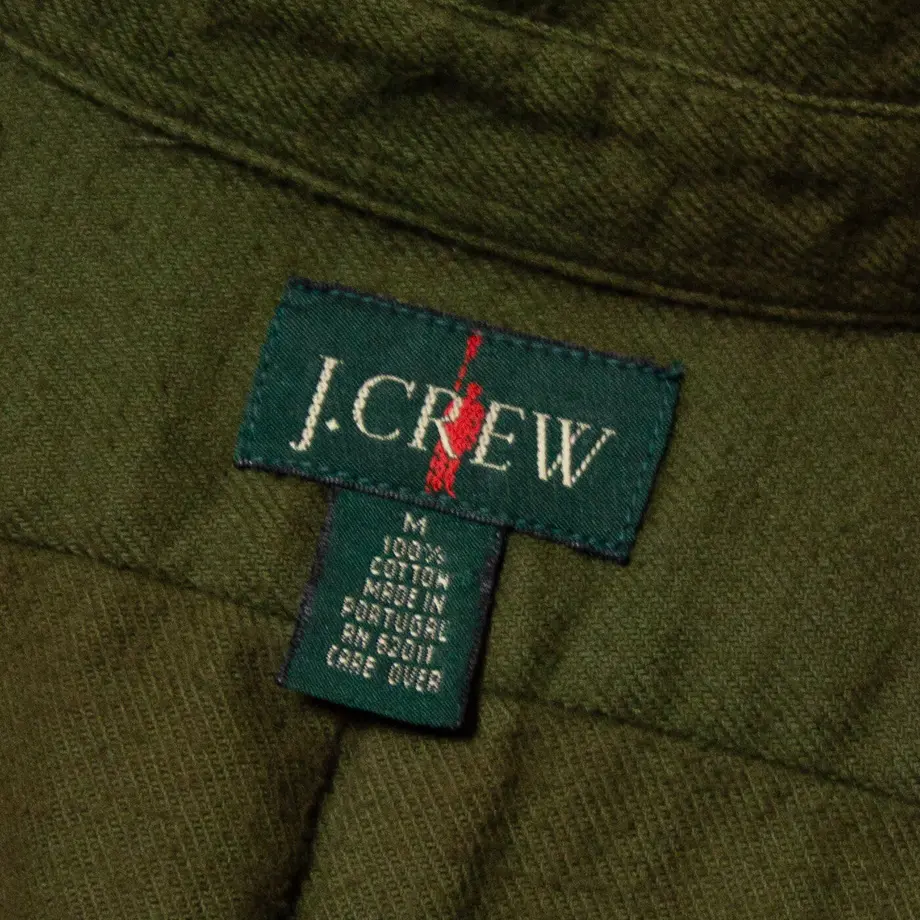 J.CREW
M
100%
COTTON
MADE IN
PORTUGAL
RN 62011
CARE OVER